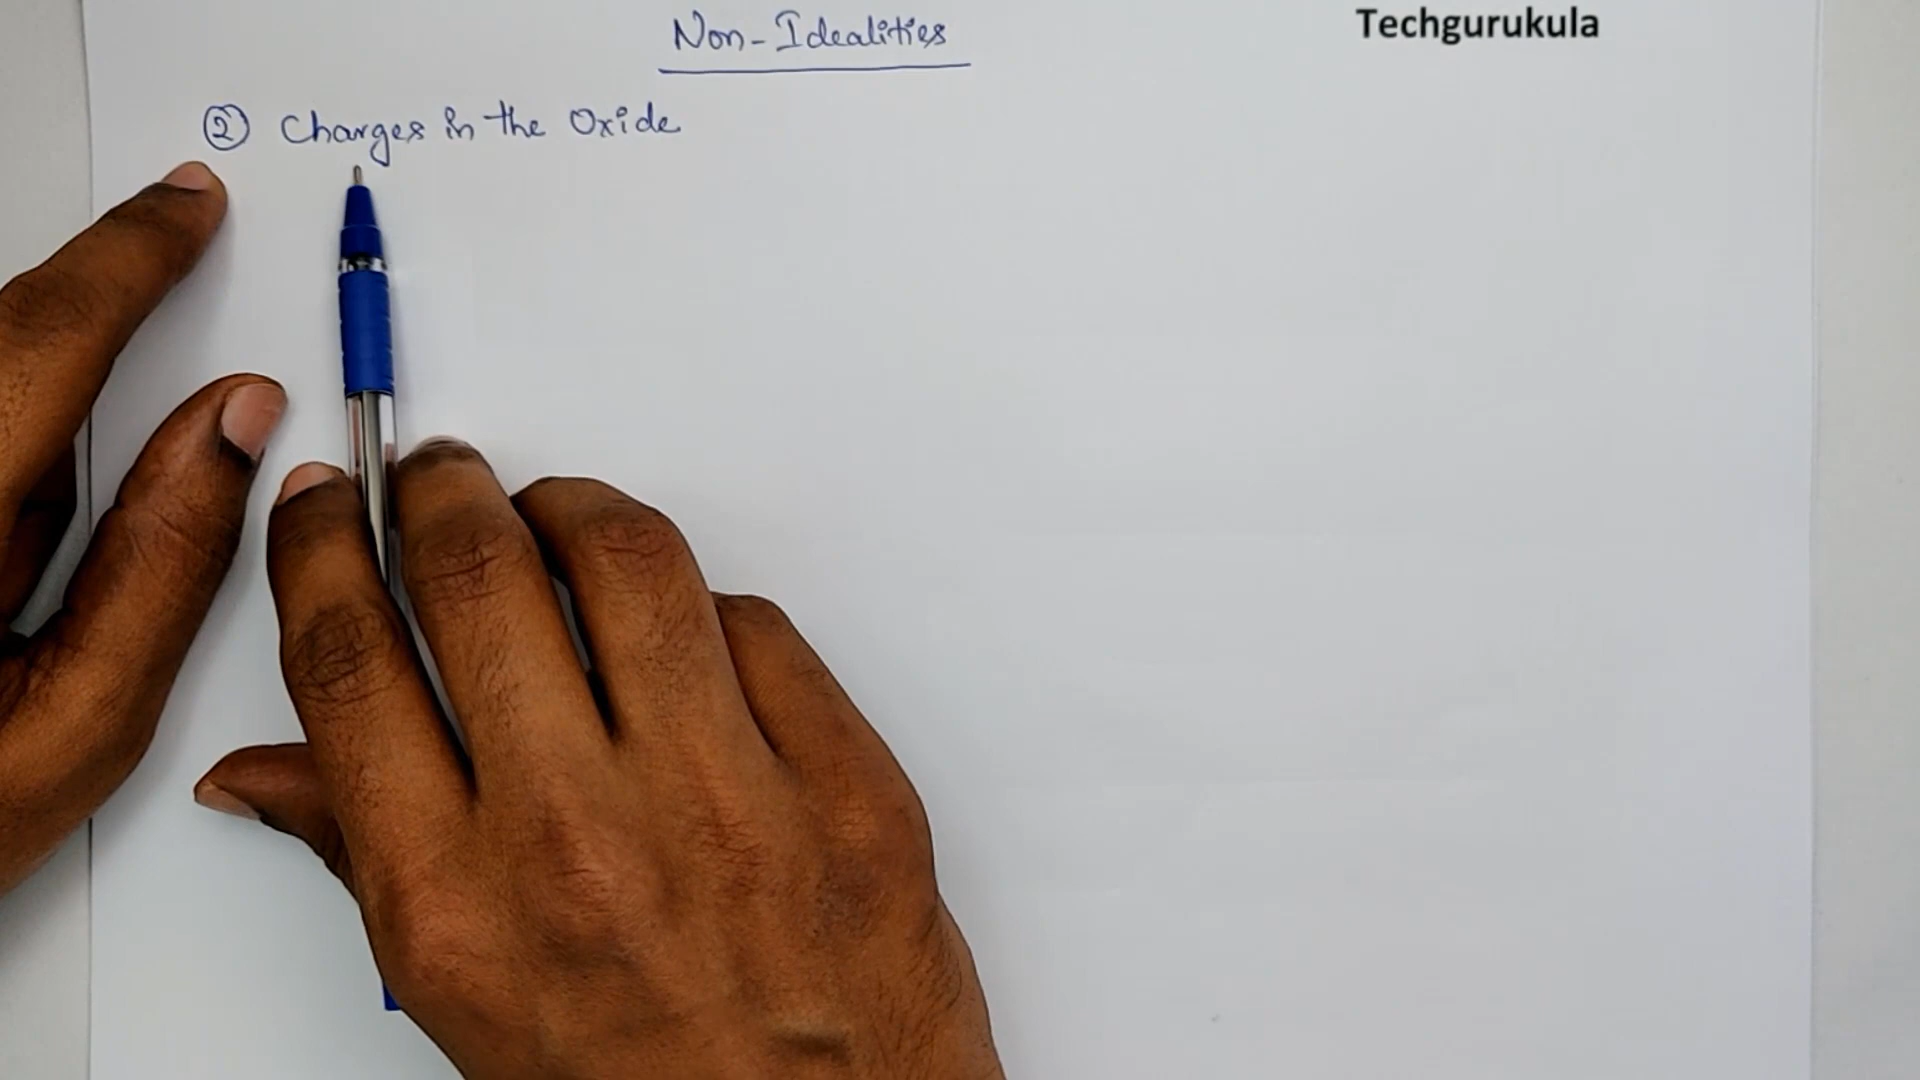 Non-Idealities
Techgurukula
② Charges in the Oxide